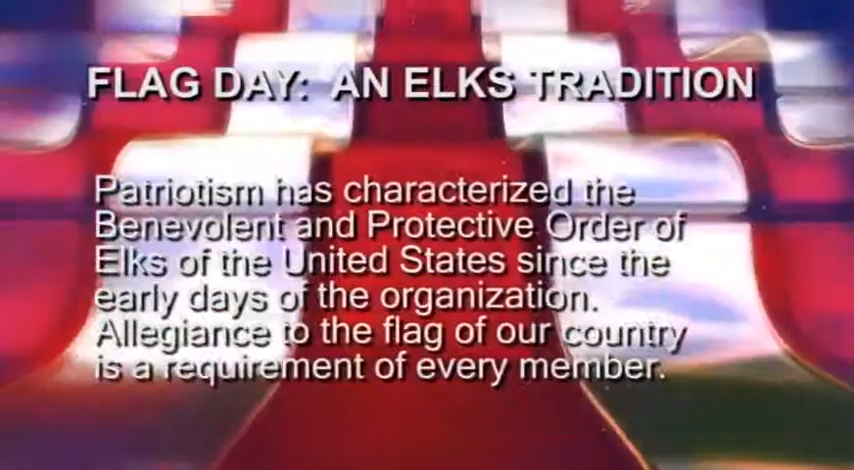 FLAG DAY: AN ELKS TRADITION
Patriotism has characterized the
Benevolent and Protective Order of
Elks of the United States since the
early days of the organization.
Allegiance to the flag of our country
is a requirement of every member.